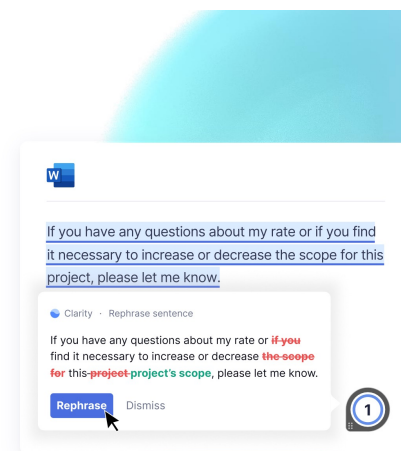 W
If you have any questions about my rate or if you find
it necessary to increase or decrease the scope for this
project, please let me know.
Clarity · Rephrase sentence
If you have any questions about my rate or if you
find it necessary to increase or decrease the scope
for this project project's scope, please let me know.
Rephrase Dismiss
1